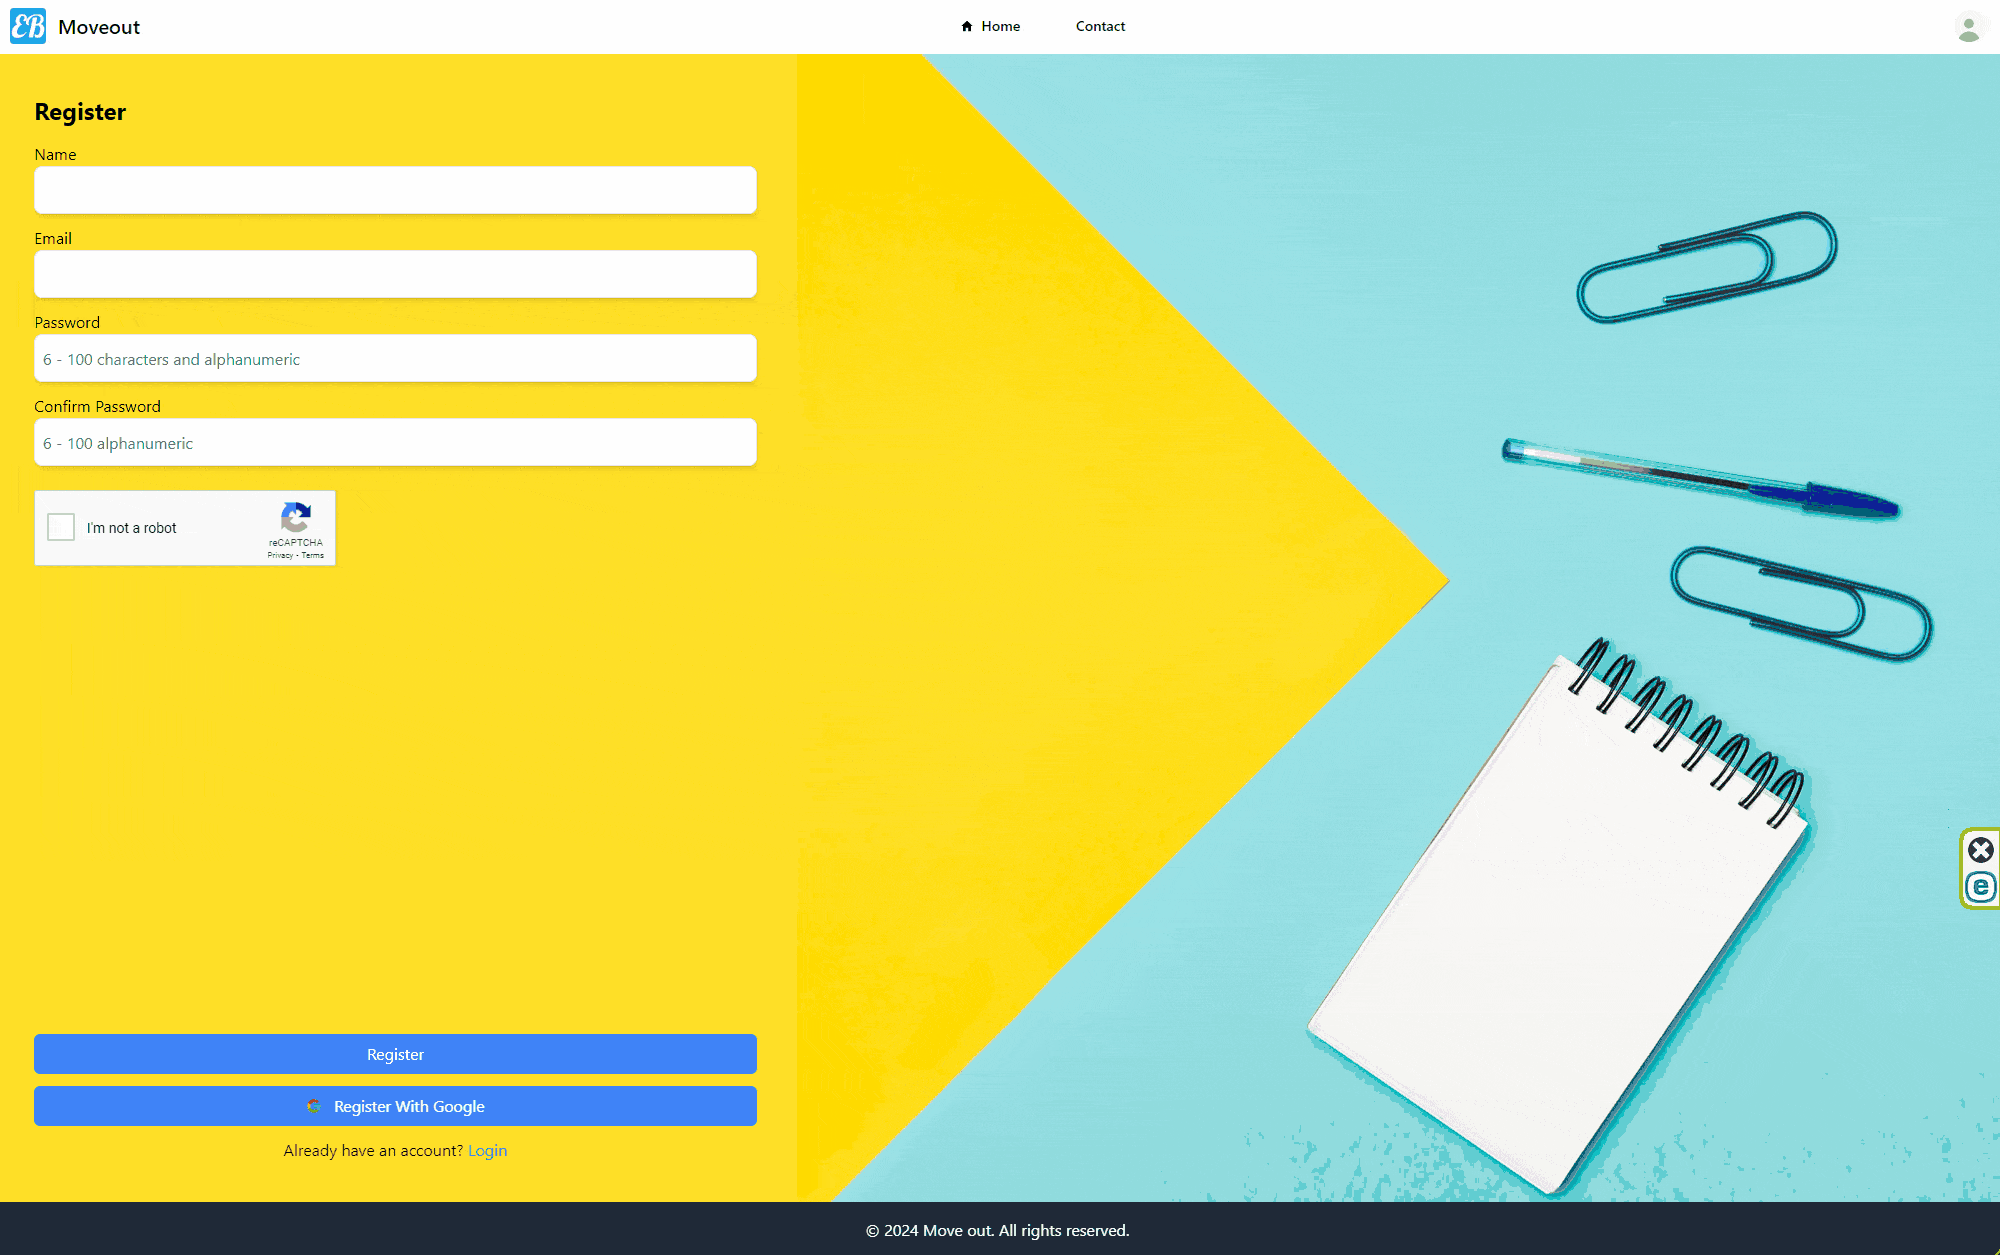 EB Moveout
Home
Contact
Register
Name
Email
Password
6 - 100 characters and alphanumeric
Confirm Password
6 - 100 alphanumeric
I'm not a robot
reCAPTCHA
Privacy - Terms
e
Register
Register With Google
Already have an account? Login
© 2024 Move out. All rights reserved.